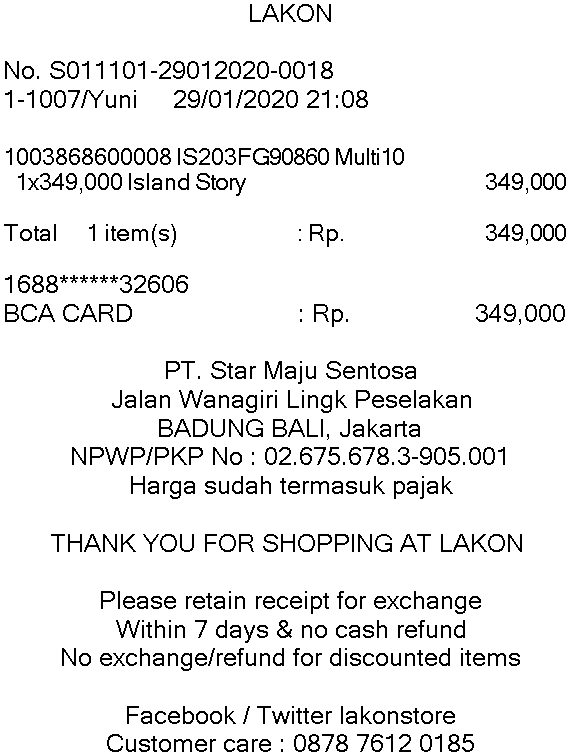 LAKON
No. S011101-29012020-0018
1-1007/Yuni 29/01/2020 21:08
1003868600008 IS203FG90860 Multi10
1x349,000 Island Story 349,000
Total 1 item(s) : Rp. 349,000
1688******32606
BCA CARD : Rp. 349,000
PT. Star Maju Sentosa
Jalan Wanagiri Lingk Peselakan
BADUNG BALI, Jakarta
NPWP/PKP No : 02.675.678.3-905.001
Harga sudah termasuk pajak
THANK YOU FOR SHOPPING AT LAKON
Please retain receipt for exchange
Within 7 days & no cash refund
No exchange/refund for discounted items
Facebook / Twitter lakonstore
Customer care : 0878 7612 0185